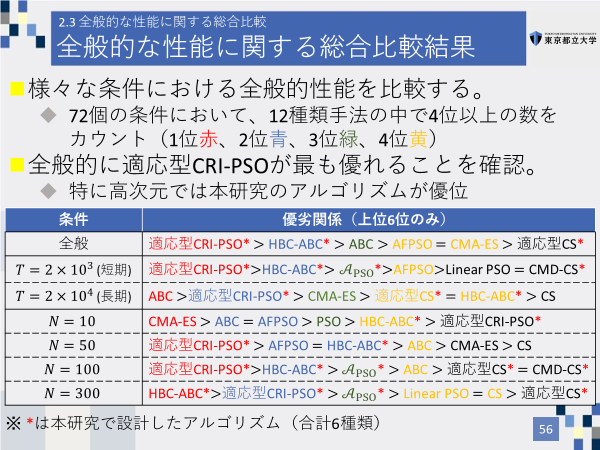 2.3 全般的な性能に関する総合比較
全般的な性能に関する総合比較結果
TOKYO METROPOLITAN UNIVERSITY
東京都立大学
様々な条件における全般的性能を比較する。
72個の条件において、12種類手法の中で4位以上の数を
カウント（1位赤、2位青、3位緑、4位黄）
全般的に適応型CRI-PSOが最も優れることを確認。
特に高次元では本研究のアルゴリズムが優位
条件 優劣関係（上位6位のみ）
全般 適応型CRI-PSO* > HBC-ABC* > ABC > AFPSO = CMA-ES > 適応型CS*
T = 2 × 10³ (短期) 適応型CRI-PSO*>HBC-ABC*> 𝒜PSO*>AFPSO>Linear PSO = CMD-CS*
T = 2 × 10⁴ (長期) ABC >適応型CRI-PSO* > CMA-ES > 適応型CS* = HBC-ABC* > CS
N = 10 CMA-ES > ABC = AFPSO > PSO > HBC-ABC* > 適応型CRI-PSO*
N = 50 適応型CRI-PSO* > AFPSO = HBC-ABC* > ABC > CMA-ES > CS
N = 100 適応型CRI-PSO*>HBC-ABC*> 𝒜PSO* > ABC > 適応型CS* = CMD-CS*
N = 300 HBC-ABC*>適応型CRI-PSO* > 𝒜PSO* > Linear PSO = CS > 適応型CS*
※ *は本研究で設計したアルゴリズム（合計6種類）
56